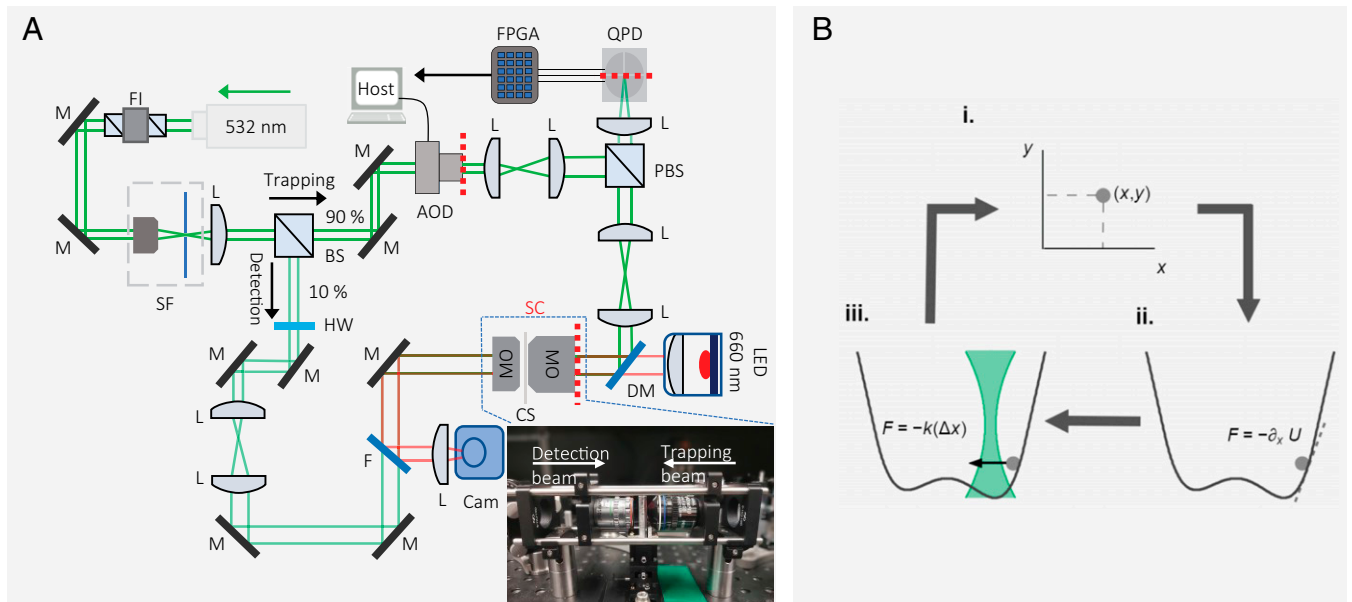 A
FPGA
QPD
Host
M
FI
532 nm
L
L
L
M
PBS
Trapping
90 %
AOD
L
L
M
BS
M
SF
Detection
10 %
HW
SC
L
M
M
M
OM
MO
CS
DM
LED
660 nm
L
F
L
Cam
L
M
M
Detection
beam
Trapping
beam
B
i.
y
(x,y)
x
iii.
ii.
F = −k(Δx)
F = −∂ₓ U